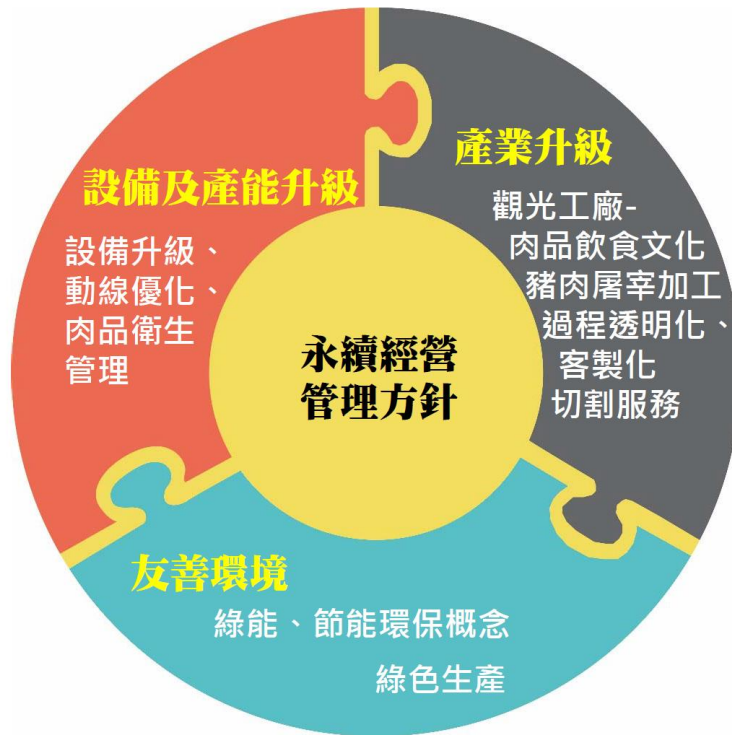 設備及產能升級
設備升級、
動線優化、
肉品衛生
管理
產業升級
觀光工廠-
肉品飲食文化
豬肉屠宰加工
過程透明化、
客製化
切割服務
永續經營
管理方針
友善環境
綠能、節能環保概念
綠色生產